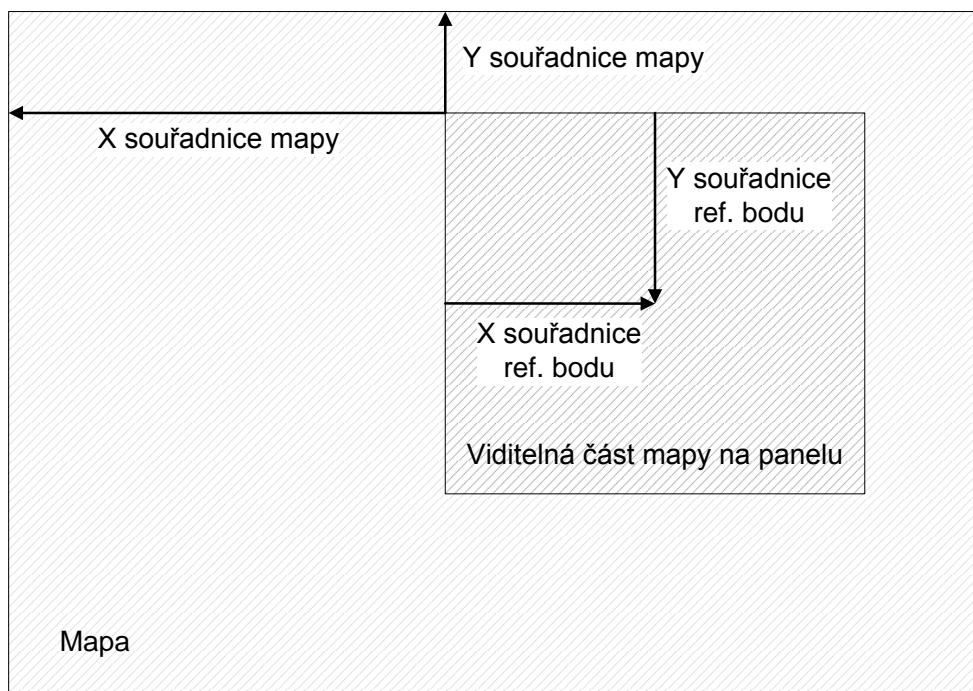 Y souřadnice mapy
X souřadnice mapy
Y souřadnice
ref. bodu
X souřadnice
ref. bodu
Viditelná část mapy na panelu
Mapa